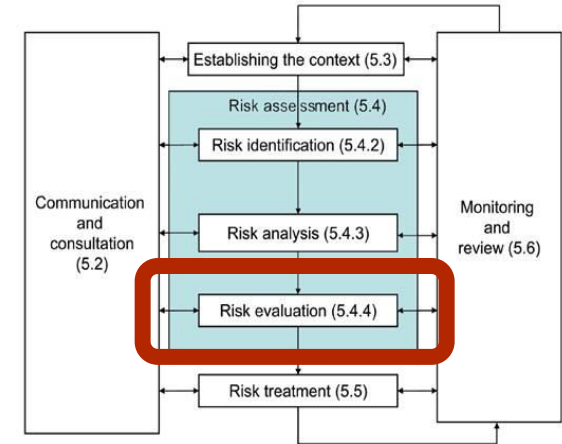 Establishing the context (5.3)
Risk assessment (5.4)
Risk identification (5.4.2)
Communication
and
consultation
(5.2)
Risk analysis (5.4.3)
Monitoring
and
review (5.6)
Risk evaluation (5.4.4)
Risk treatment (5.5)